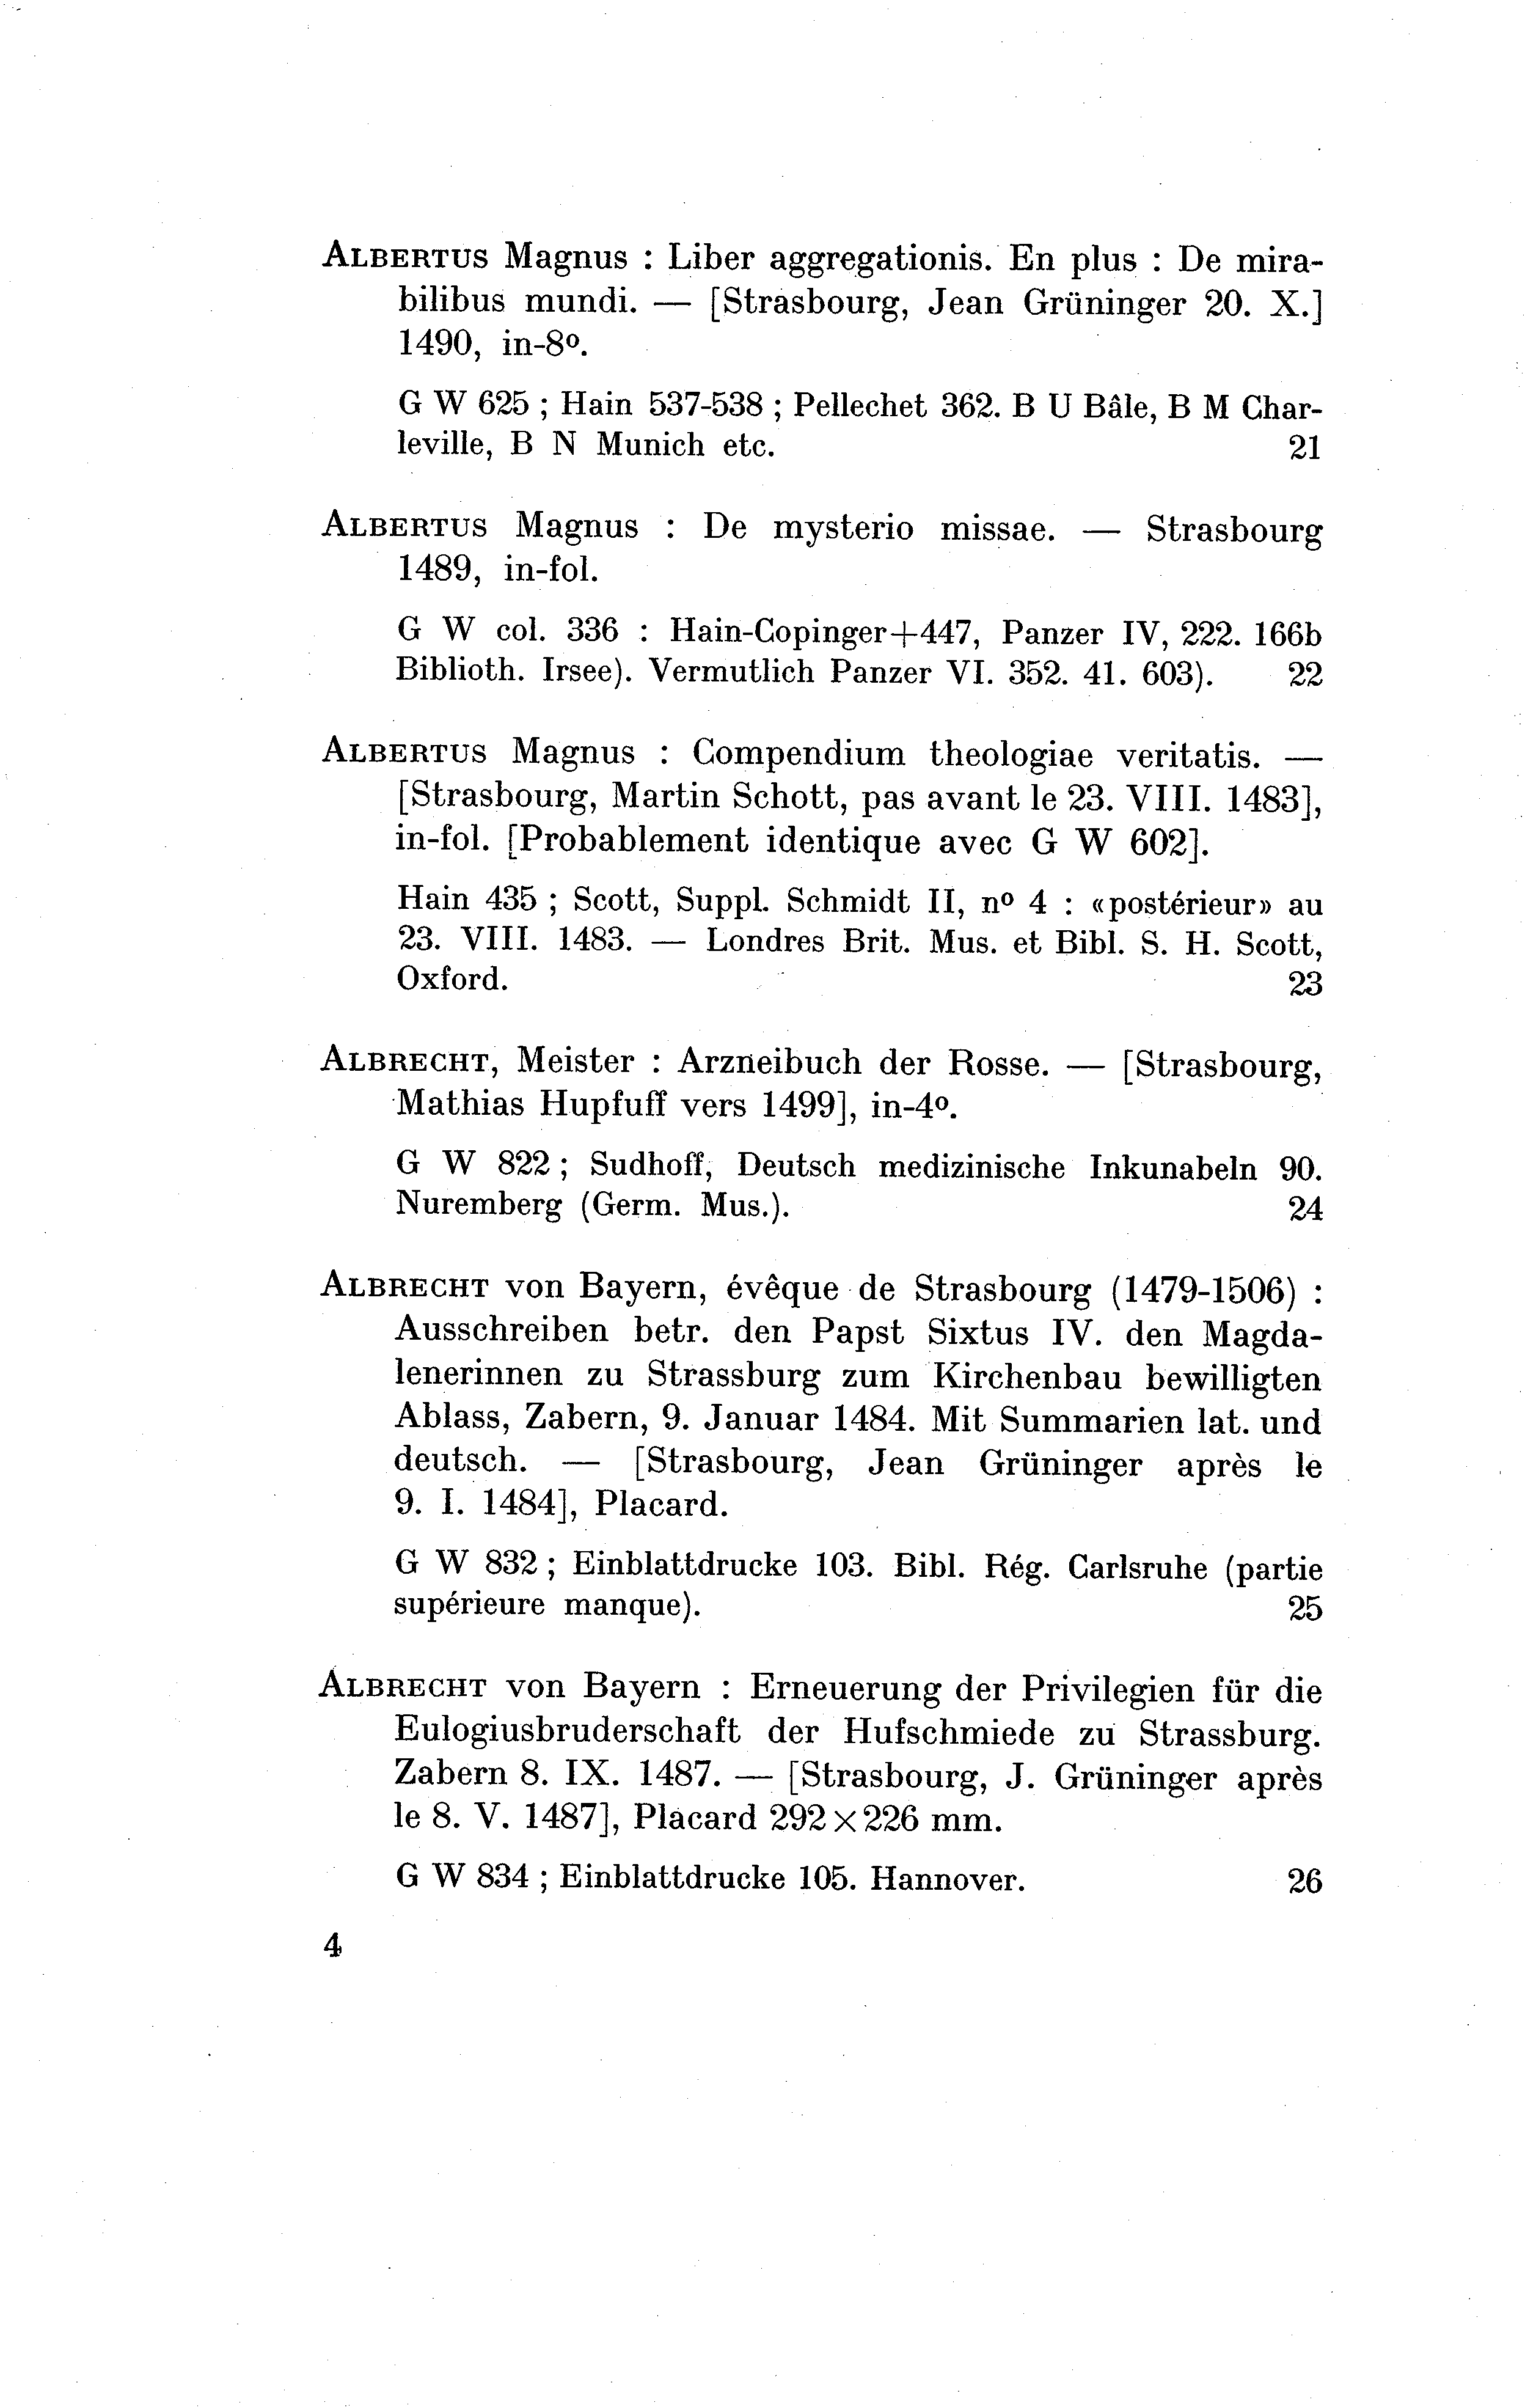 ALBERTUS Magnus : Liber aggregationis. En plus : De mira-
bilibus mundi. — [Strasbourg, Jean Grüninger 20. X.]
1490, in-8º.
G W 625 ; Hain 537-538 ; Pellechet 362. B U Bâle, B M Char-
leville, B N Munich etc. 21
ALBERTUS Magnus : De mysterio missae. — Strasbourg
1489, in-fol.
G W col. 336 : Hain-Copinger+447, Panzer IV, 222. 166b
Biblioth. Irsee). Vermutlich Panzer VI. 352. 41. 603). 22
ALBERTUS Magnus : Compendium theologiae veritatis. —
[Strasbourg, Martin Schott, pas avant le 23. VIII. 1483],
in-fol. [Probablement identique avec G W 602].
Hain 435 ; Scott, Suppl. Schmidt II, nº 4 : «postérieur» au
23. VIII. 1483. — Londres Brit. Mus. et Bibl. S. H. Scott,
Oxford. 23
ALBRECHT, Meister : Arzneibuch der Rosse. — [Strasbourg,
Mathias Hupfuff vers 1499], in-4º.
G W 822 ; Sudhoff, Deutsch medizinische Inkunabeln 90.
Nuremberg (Germ. Mus.). 24
ALBRECHT von Bayern, évêque de Strasbourg (1479-1506) :
Ausschreiben betr. den Papst Sixtus IV. den Magda-
lenerinnen zu Strassburg zum Kirchenbau bewilligten
Ablass, Zabern, 9. Januar 1484. Mit Summarien lat. und
deutsch. — [Strasbourg, Jean Grüninger après le
9. I. 1484], Placard.
G W 832 ; Einblattdrucke 103. Bibl. Rég. Carlsruhe (partie
supérieure manque). 25
ALBRECHT von Bayern : Erneuerung der Privilegien für die
Eulogiusbruderschaft der Hufschmiede zu Strassburg.
Zabern 8. IX. 1487. — [Strasbourg, J. Grüninger après
le 8. V. 1487], Placard 292×226 mm.
G W 834 ; Einblattdrucke 105. Hannover. 26
4